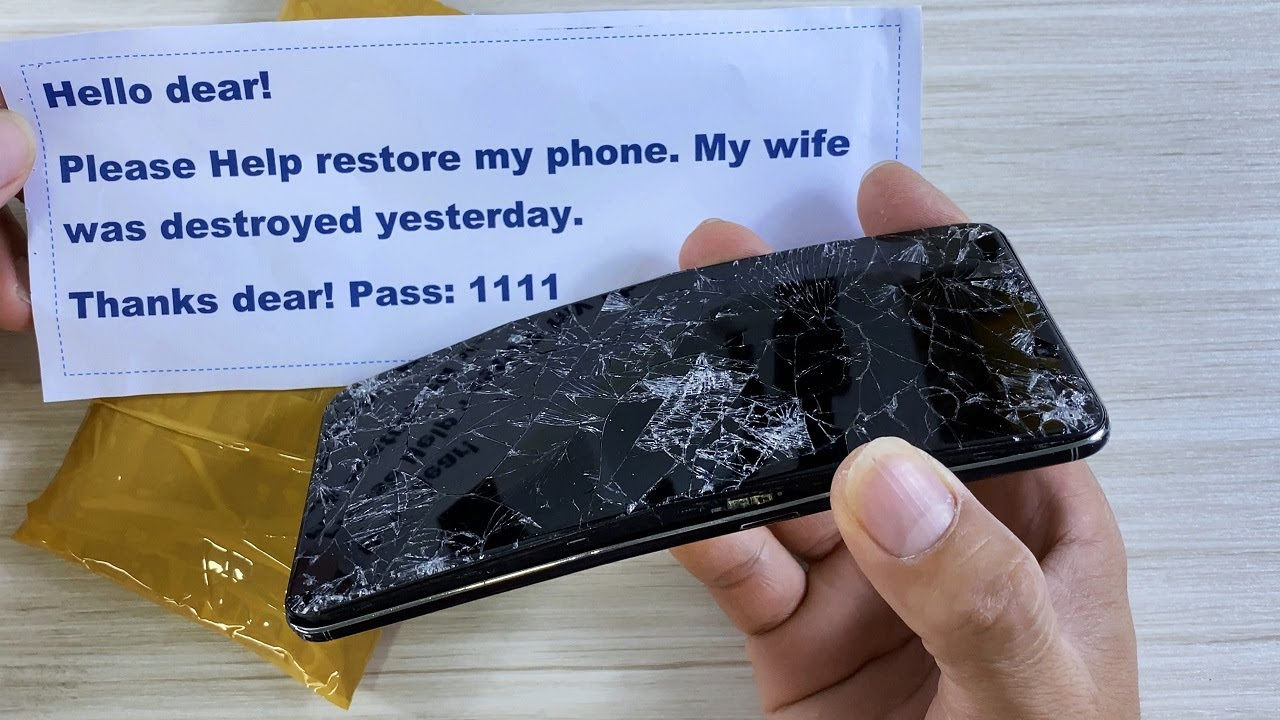 Hello dear!
Please Help restore my phone. My wife
was destroyed yesterday.
Thanks dear! Pass: 1111